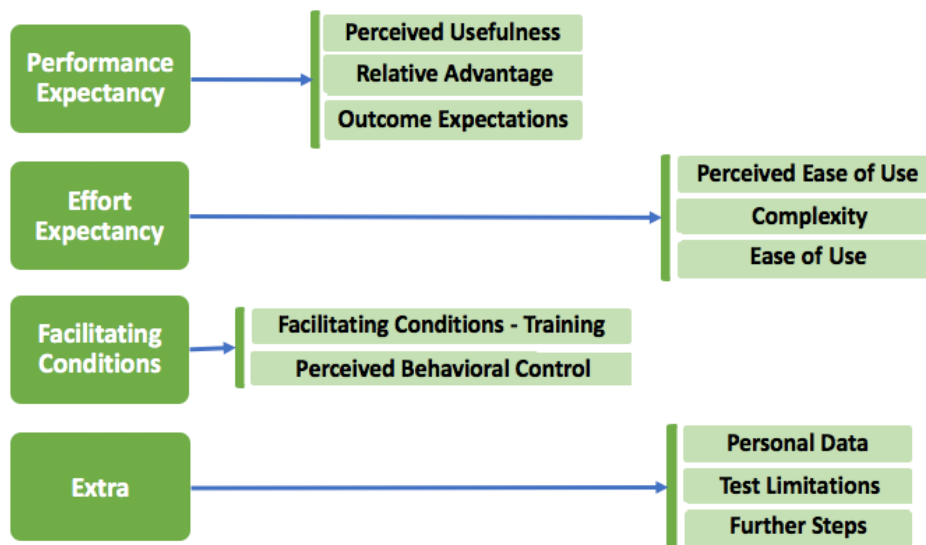 Performance
Expectancy
Perceived Usefulness
Relative Advantage
Outcome Expectations
Effort
Expectancy
Perceived Ease of Use
Complexity
Ease of Use
Facilitating
Conditions
Facilitating Conditions - Training
Perceived Behavioral Control
Extra
Personal Data
Test Limitations
Further Steps